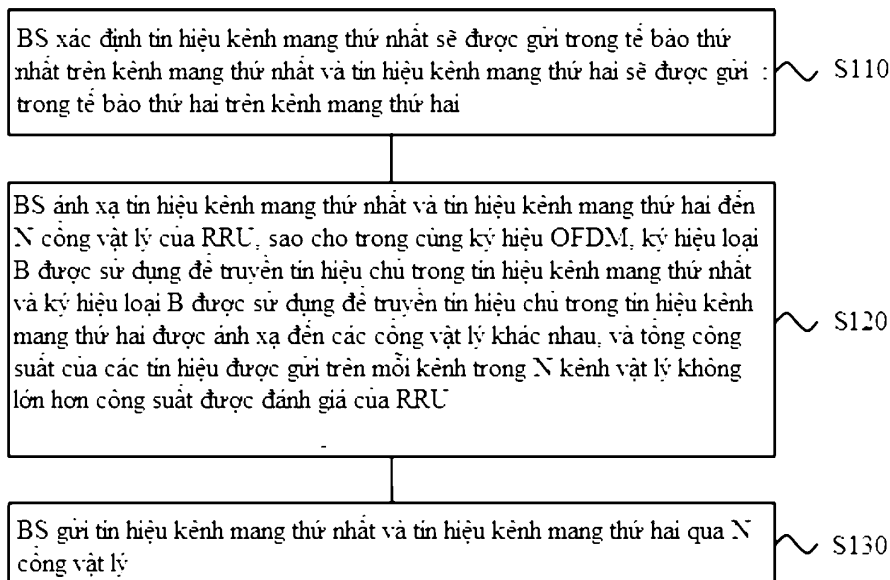 BS xác định tín hiệu kênh mang thứ nhất sẽ được gửi trong tế bào thứ
nhất trên kênh mang thứ nhất và tín hiệu kênh mang thứ hai sẽ được gửi
trong tế bào thứ hai trên kênh mang thứ hai
S110
BS ánh xạ tín hiệu kênh mang thứ nhất và tín hiệu kênh mang thứ hai đến
N cổng vật lý của RRU, sao cho trong cùng ký hiệu OFDM, ký hiệu loại
B được sử dụng để truyền tín hiệu chủ trong tín hiệu kênh mang thứ nhất
và ký hiệu loại B được sử dụng để truyền tín hiệu chủ trong tín hiệu kênh
mang thứ hai được ánh xạ đến các cổng vật lý khác nhau, và tổng công
suất của các tín hiệu được gửi trên mỗi kênh trong N kênh vật lý không
lớn hơn công suất được đánh giá của RRU
S120
BS gửi tín hiệu kênh mang thứ nhất và tín hiệu kênh mang thứ hai qua N
cổng vật lý
S130